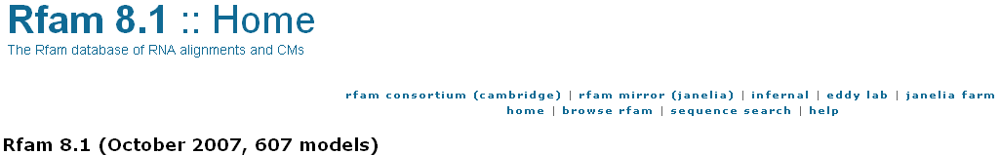 Rfam 8.1 :: Home
The Rfam database of RNA alignments and CMs
rfam consortium (cambridge) | rfam mirror (janelia) | infernal | eddy lab | janelia farm
home | browse rfam | sequence search | help
Rfam 8.1 (October 2007, 607 models)